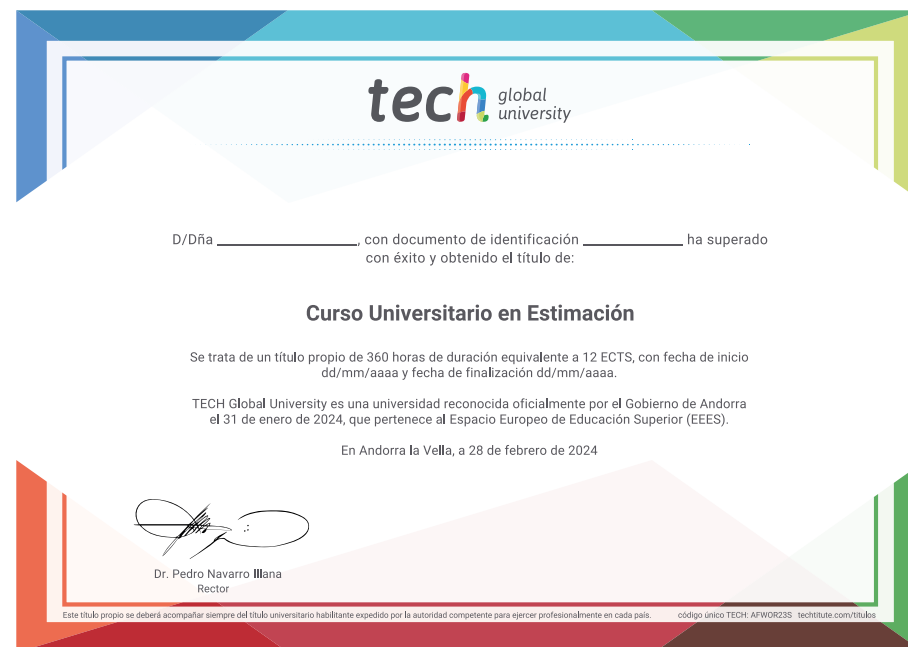 tech global university
D/Dña ____________________, con documento de identificación ______________ ha superado
con éxito y obtenido el título de:
Curso Universitario en Estimación
Se trata de un título propio de 360 horas de duración equivalente a 12 ECTS, con fecha de inicio
dd/mm/aaaa y fecha de finalización dd/mm/aaaa.
TECH Global University es una universidad reconocida oficialmente por el Gobierno de Andorra
el 31 de enero de 2024, que pertenece al Espacio Europeo de Educación Superior (EEES).
En Andorra la Vella, a 28 de febrero de 2024
Dr. Pedro Navarro Illana
Rector
Este título propio se deberá acompañar siempre del título universitario habilitante expedido por la autoridad competente para ejercer profesionalmente en cada país. código único TECH: AFWOR23S techtitute.com/titulos